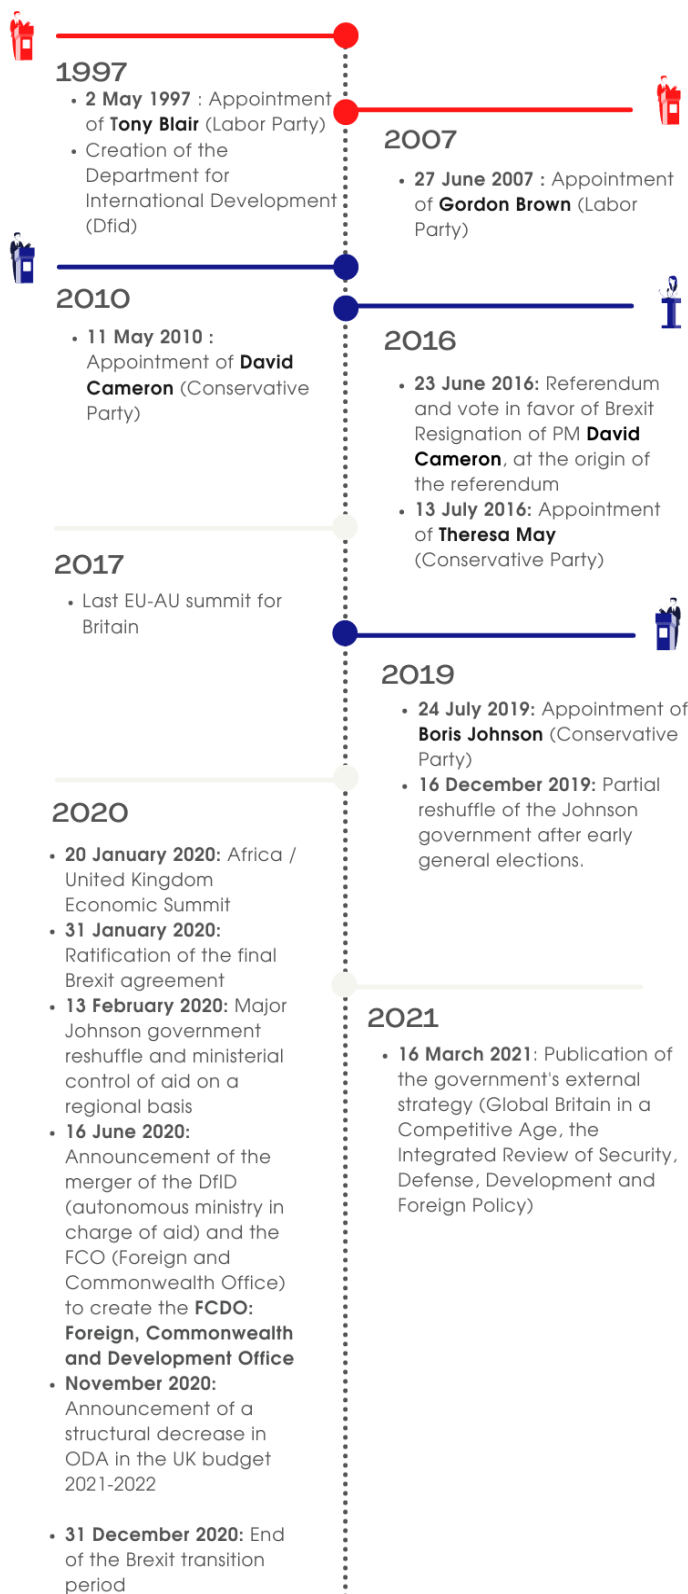 1997
• 2 May 1997 : Appointment
of Tony Blair (Labor Party)
• Creation of the
Department for
International Development
(Dfid)
2007
• 27 June 2007 : Appointment
of Gordon Brown (Labor
Party)
2010
• 11 May 2010 :
Appointment of David
Cameron (Conservative
Party)
2016
• 23 June 2016: Referendum
and vote in favor of Brexit
Resignation of PM David
Cameron, at the origin of
the referendum
• 13 July 2016: Appointment
of Theresa May
(Conservative Party)
2017
• Last EU-AU summit for
Britain
2019
• 24 July 2019: Appointment of
Boris Johnson (Conservative
Party)
• 16 December 2019: Partial
reshuffle of the Johnson
government after early
general elections.
2020
• 20 January 2020: Africa /
United Kingdom
Economic Summit
• 31 January 2020:
Ratification of the final
Brexit agreement
• 13 February 2020: Major
Johnson government
reshuffle and ministerial
control of aid on a
regional basis
• 16 June 2020:
Announcement of the
merger of the DfID
(autonomous ministry in
charge of aid) and the
FCO (Foreign and
Commonwealth Office)
to create the FCDO:
Foreign, Commonwealth
and Development Office
• November 2020:
Announcement of a
structural decrease in
ODA in the UK budget
2021-2022
• 31 December 2020: End
of the Brexit transition
period
2021
• 16 March 2021: Publication of
the government's external
strategy (Global Britain in a
Competitive Age, the
Integrated Review of Security,
Defense, Development and
Foreign Policy)